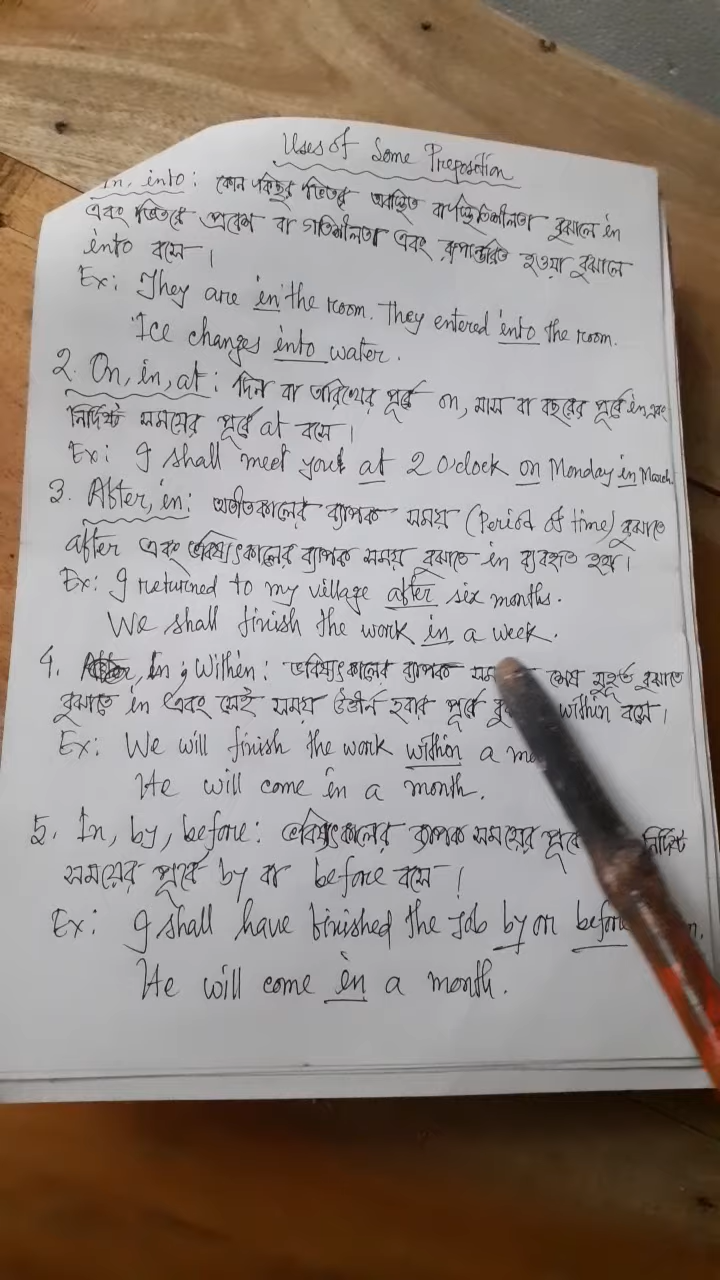 Uses of Some Preposition
In, into: কোন কিছুর ভিতর অবস্থিত বা স্থিতিশীলতা বুঝালে in
এবং ভিতরে প্রবেশ বা গতিশীলতা এবং রূপান্তরিত হওয়া বুঝালে
into বসে।
Ex: They are in the room. They entered into the room.
Ice changes into water.
2. On, in, at: দিন বা তারিখের পূর্বে on, মাস বা বছরের পূর্বে in এবং
নির্দিষ্ট সময়ের পূর্বে at বসে।
Ex: I shall meet you at 2 O'clock on Monday in March.
3. After, in: অতীতকালের ব্যাপক সময় (Period of time) বুঝাতে
after এবং ভবিষ্যৎকালের ব্যাপক সময় বুঝাতে in ব্যবহৃত হয়।
Ex: I returned to my village after six months.
We shall finish the work in a week.
4. In, Within: ভবিষ্যৎকালের ব্যাপক শেষ মুহূর্ত বুঝাতে
বুঝাতে in এবং সেই সময় উত্তীর্ন হবার পূর্বে within বসে।
Ex: We will finish the work within a
He will come in a month.
5. In, by, before: ভবিষ্যৎকালের ব্যাপক সময়ের পূর্বে নির্দিষ্ট
সময়ের পূর্বে by বা before বসে।
Ex: I shall have finished the job by or before
He will come in a month.